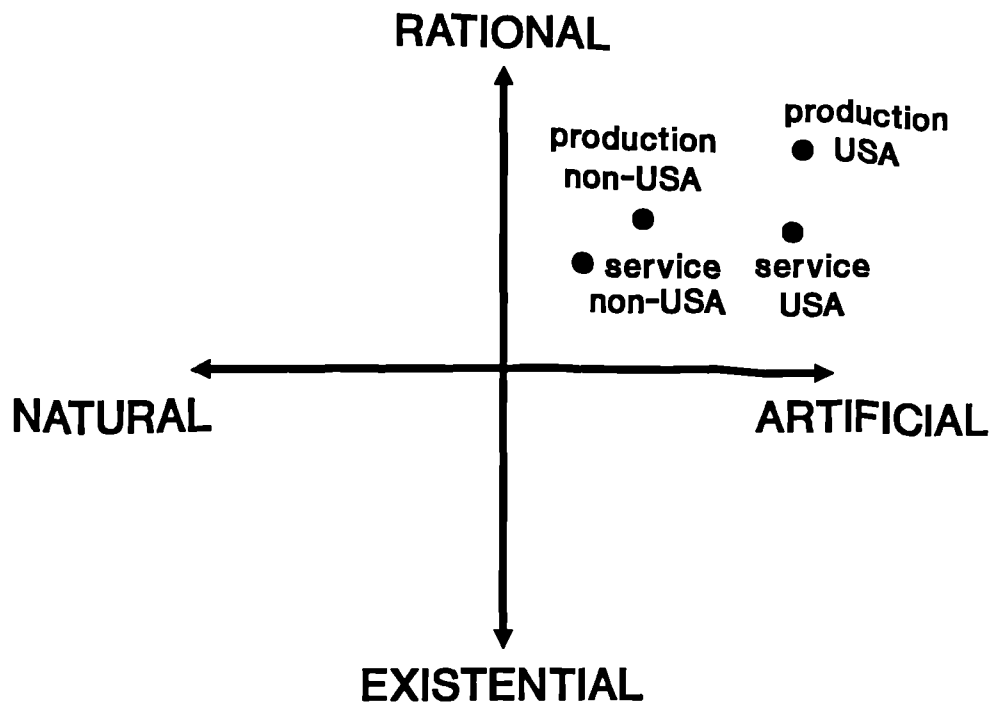 RATIONAL
production
USA
production
non-USA
service
non-USA
service
USA
NATURAL
ARTIFICIAL
EXISTENTIAL